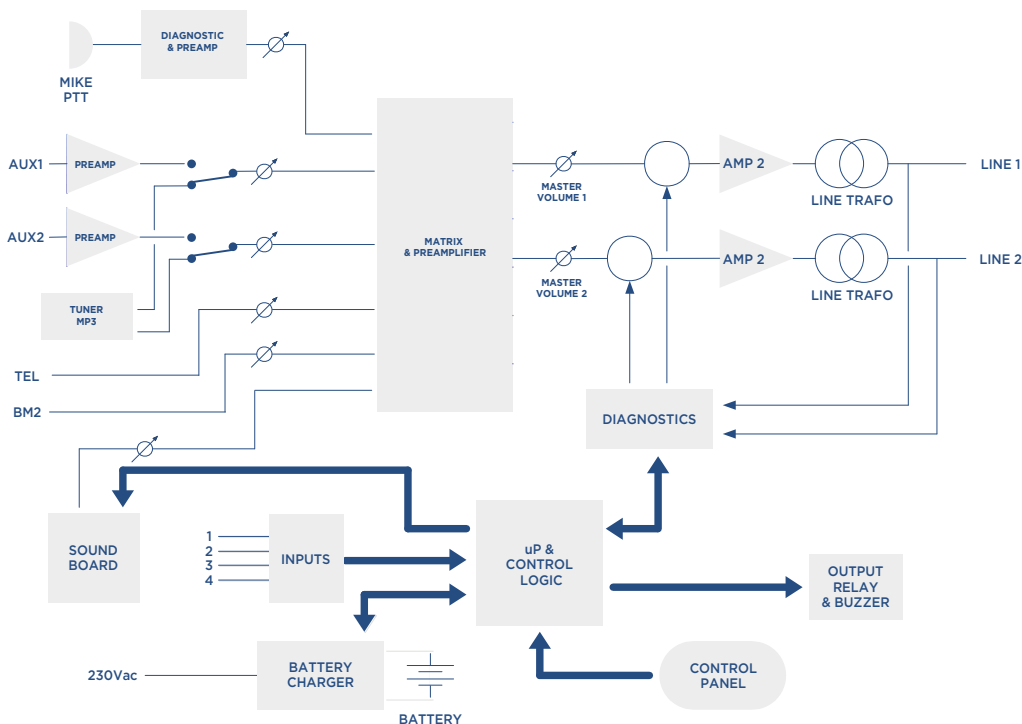 DIAGNOSTIC
& PREAMP
MIKE
PTT
AUX1
PREAMP
AUX2
PREAMP
TUNER
MP3
TEL
BM2
MATRIX
& PREAMPLIFIER
MASTER
VOLUME 1
MASTER
VOLUME 2
AMP 2
LINE TRAFO
LINE 1
AMP 2
LINE TRAFO
LINE 2
DIAGNOSTICS
SOUND
BOARD
1
2
3
4
INPUTS
uP &
CONTROL
LOGIC
OUTPUT
RELAY
& BUZZER
230Vac
BATTERY
CHARGER
BATTERY
CONTROL
PANEL